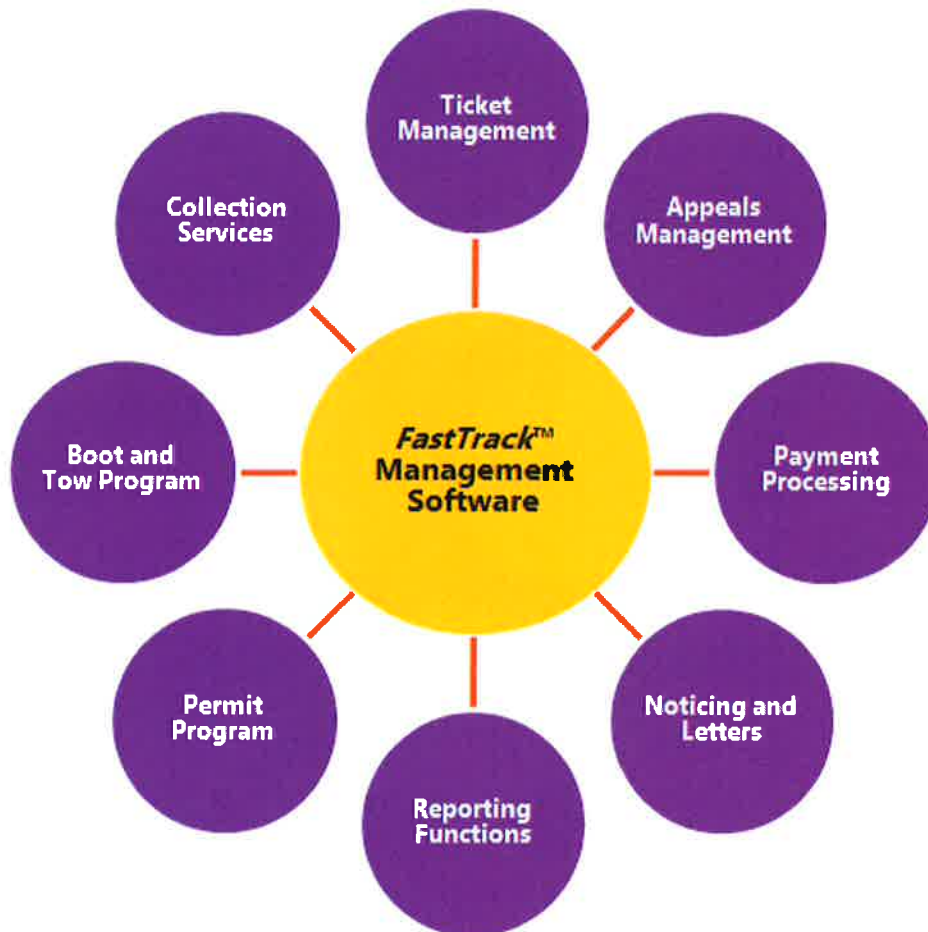 Ticket
Management
Appeals
Management
Payment
Processing
Noticing and
Letters
Reporting
Functions
Permit
Program
Boot and
Tow Program
Collection
Services
FastTrack™
Management
Software